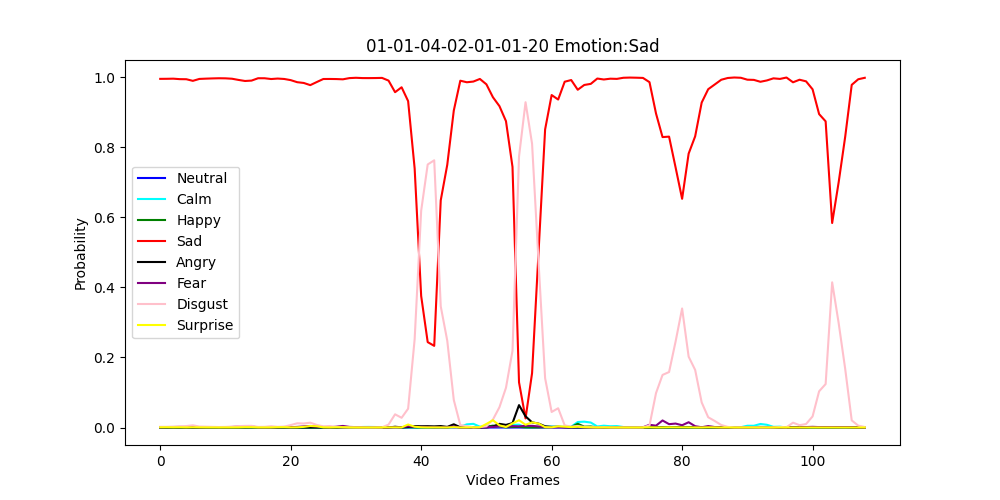 01-01-04-02-01-01-20 Emotion:Sad
Probability
1.0
0.8
0.6
0.4
0.2
0.0
Neutral
Calm
Happy
Sad
Angry
Fear
Disgust
Surprise
0 20 40 60 80 100
Video Frames